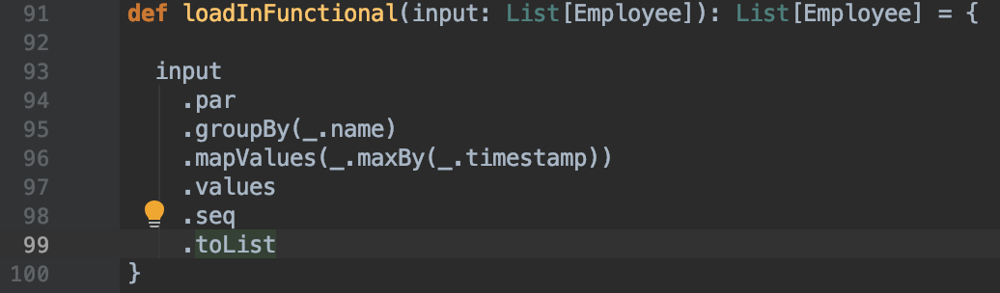 91 def loadInFunctional(input: List[Employee]): List[Employee] = {
92
93 input
94 .par
95 .groupBy(_.name)
96 .mapValues(_.maxBy(_.timestamp))
97 .values
98 .seq
99 .toList
100 }